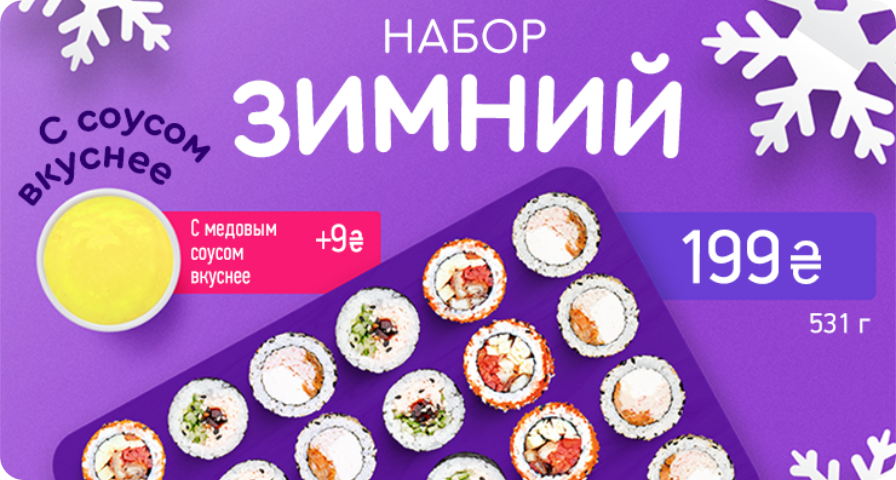 НАБОР
ЗИМНИЙ
С соусом
вкуснее
С медовым
соусом
вкуснее
+9₴
199₴
531 г